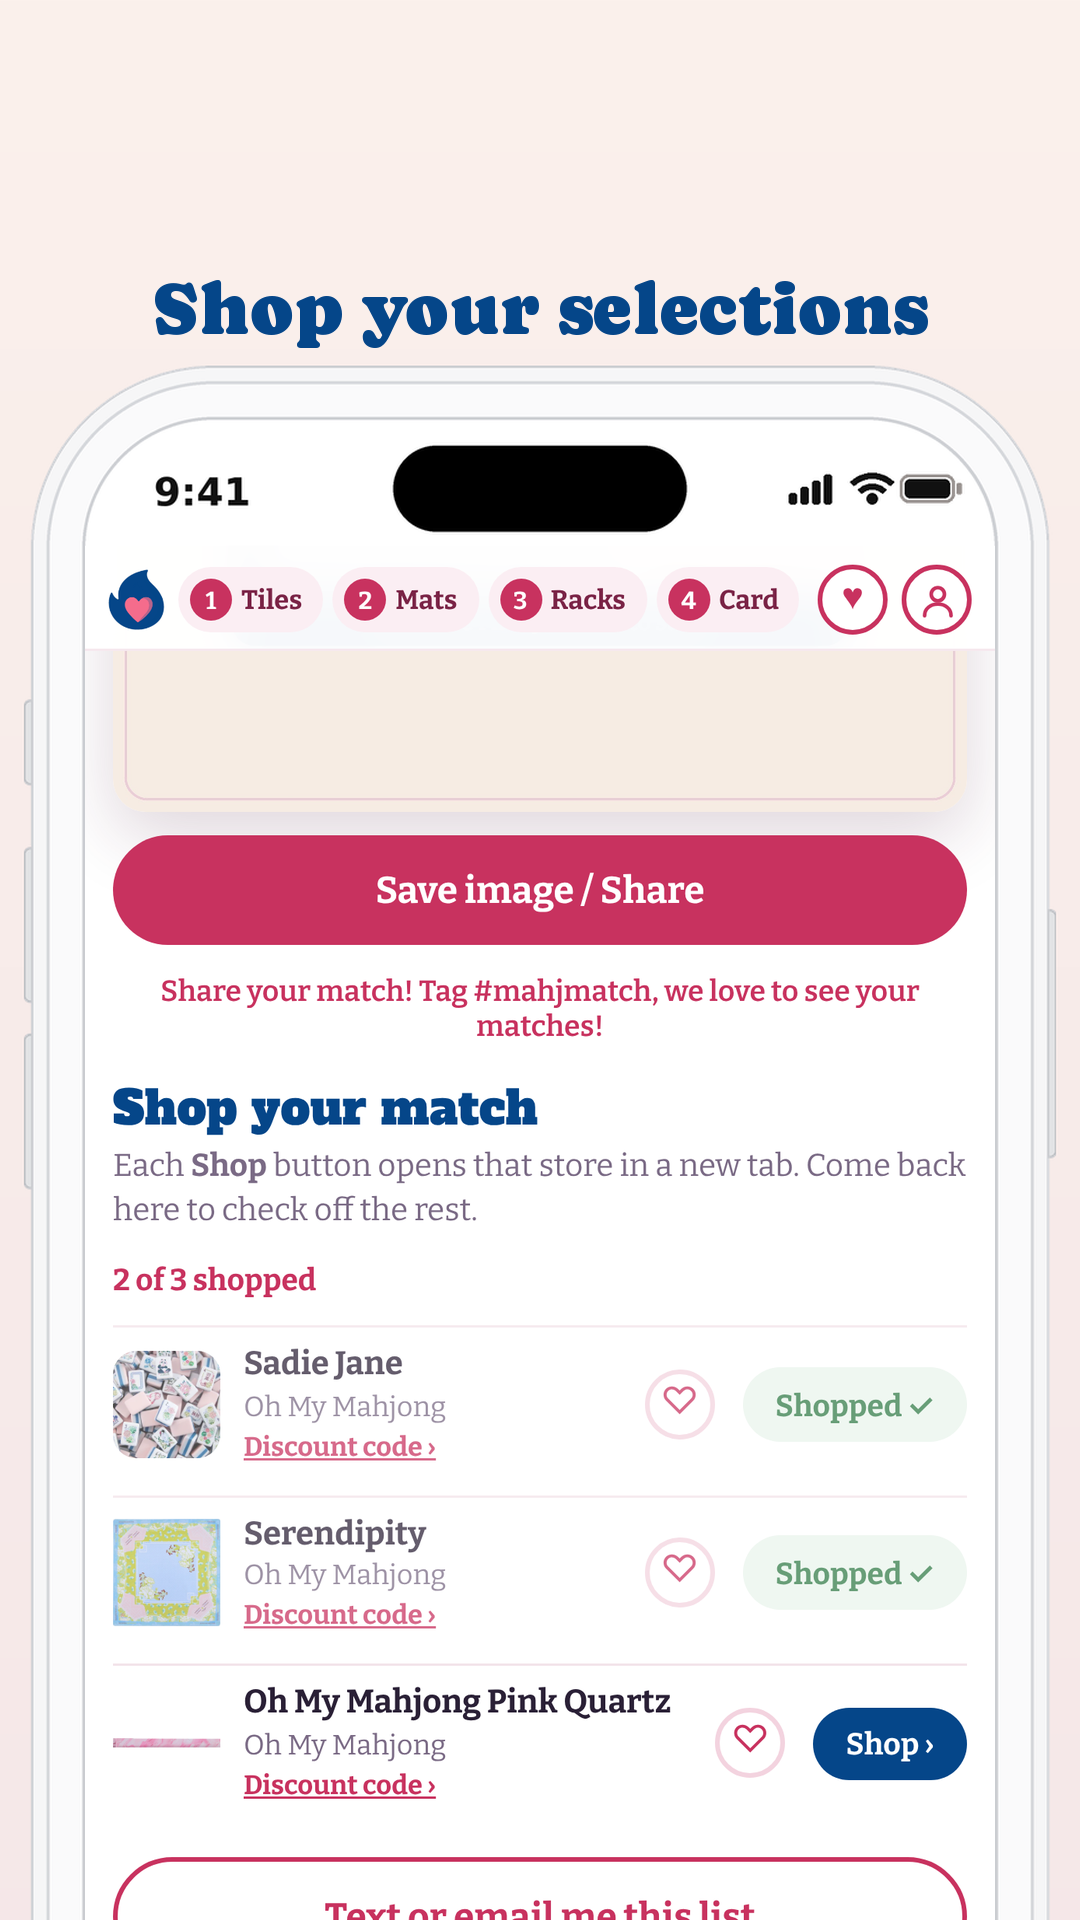 Shop your selections
9:41
1 Tiles 2 Mats 3 Racks 4 Card
Save image / Share
Share your match! Tag #mahjmatch, we love to see your
matches!
Shop your match
Each Shop button opens that store in a new tab. Come back
here to check off the rest.
2 of 3 shopped
Sadie Jane
Oh My Mahjong
Discount code ›
Shopped ✓
Serendipity
Oh My Mahjong
Discount code ›
Shopped ✓
Oh My Mahjong Pink Quartz
Oh My Mahjong
Discount code ›
Shop ›
Text or email me this list